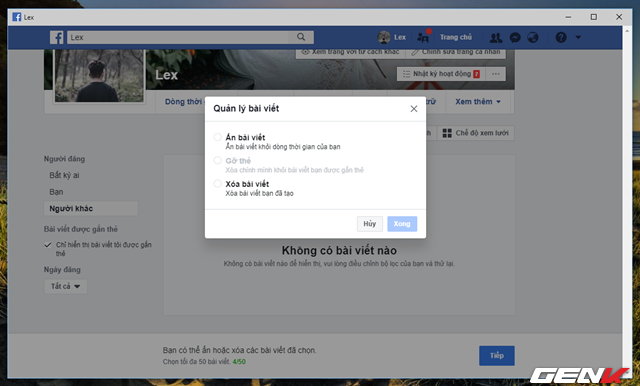 Lex
Lex
Lex
Trang chủ
Xem trang với tư cách khác
Chỉnh sửa trang cá nhân
Lex
Nhật ký hoạt động 7
Dòng thời
trữ
Xem thêm
Chế độ xem lưới
Quản lý bài viết
Ẩn bài viết
Ẩn bài viết khỏi dòng thời gian của bạn
Gỡ thẻ
Xóa chính mình khỏi bài viết bạn được gắn thẻ
Xóa bài viết
Xóa bài viết bạn đã tạo
Hủy
Xong
Người đăng
Bất kỳ ai
Bạn
Người khác
Bài viết được gắn thẻ
Chỉ hiển thị bài viết tôi được gắn thẻ
Ngày đăng
Tất cả
Không có bài viết nào
Không có bài viết nào để hiển thị, vui lòng điều chỉnh bộ lọc của bạn và thử lại.
Bạn có thể ẩn hoặc xóa các bài viết đã chọn.
Chọn tối đa 50 bài viết. 4/50
Tiếp
GENK